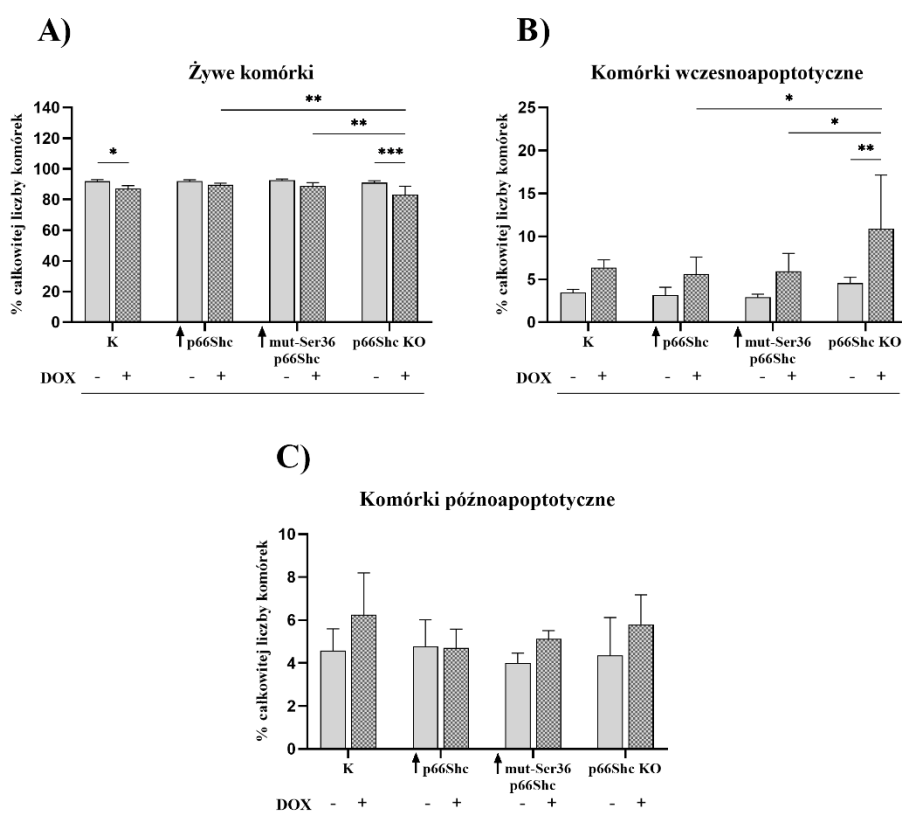 A)
Żywe komórki
% całkowitej liczby komórek
140
120
100
80
60
40
20
0
**
**
* ***
K ↑ p66Shc ↑ mut-Ser36 p66Shc KO
p66Shc
DOX - + - + - + - +
B)
Komórki wczesnoapoptotyczne
% całkowitej liczby komórek
25
20
15
10
5
0
*
*
**
K ↑ p66Shc ↑ mut-Ser36 p66Shc KO
p66Shc
DOX - + - + - + - +
C)
Komórki późnoapoptotyczne
% całkowitej liczby komórek
10
8
6
4
2
0
K ↑ p66Shc ↑ mut-Ser36 p66Shc KO
p66Shc
DOX - + - + - + - +